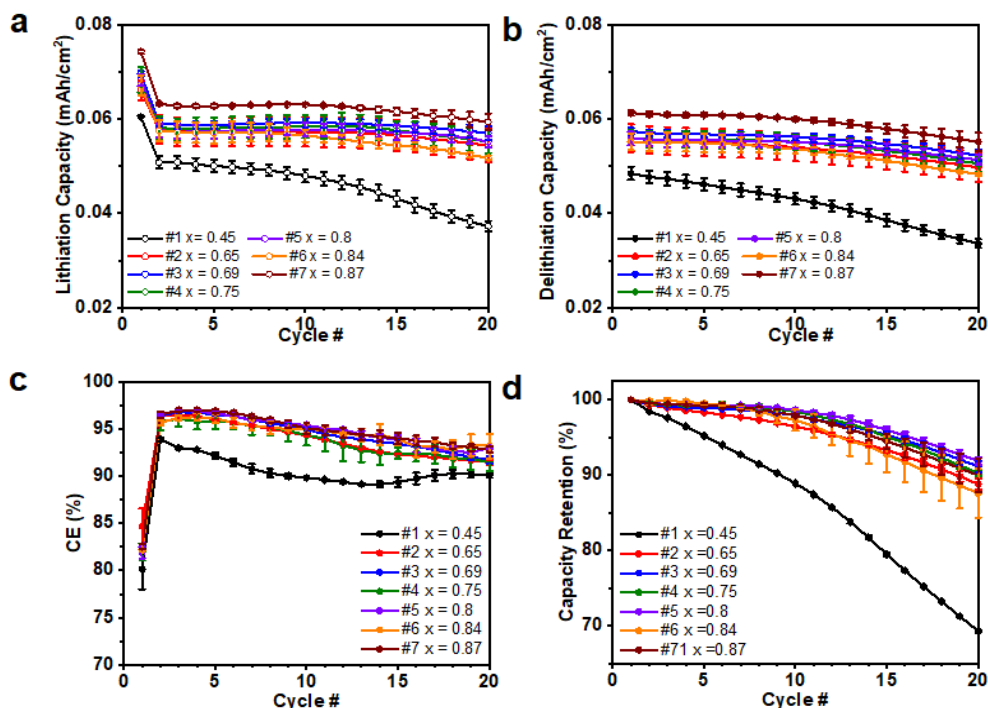 a
Lithiation Capacity (mAh/cm²)
0.08
0.06
0.04
0.02
0 5 10 15 20
Cycle #
#1 x= 0.45
#2 x = 0.65
#3 x = 0.69
#4 x = 0.75
#5 x = 0.8
#6 x = 0.84
#7 x = 0.87
b
Delithiation Capacity (mAh/cm²)
0.08
0.06
0.04
0.02
0 5 10 15 20
Cycle #
#1 x = 0.45
#2 x = 0.65
#3 x = 0.69
#4 x = 0.75
#5 x = 0.8
#6 x = 0.84
#7 x = 0.87
c
CE (%)
100
95
90
85
80
75
70
0 5 10 15 20
Cycle #
#1 x = 0.45
#2 x = 0.65
#3 x = 0.69
#4 x = 0.75
#5 x = 0.8
#6 x = 0.84
#7 x = 0.87
d
Capacity Retention (%)
100
90
80
70
0 5 10 15 20
Cycle #
#1 x =0.45
#2 x =0.65
#3 x =0.69
#4 x =0.75
#5 x =0.8
#6 x =0.84
#71 x =0.87